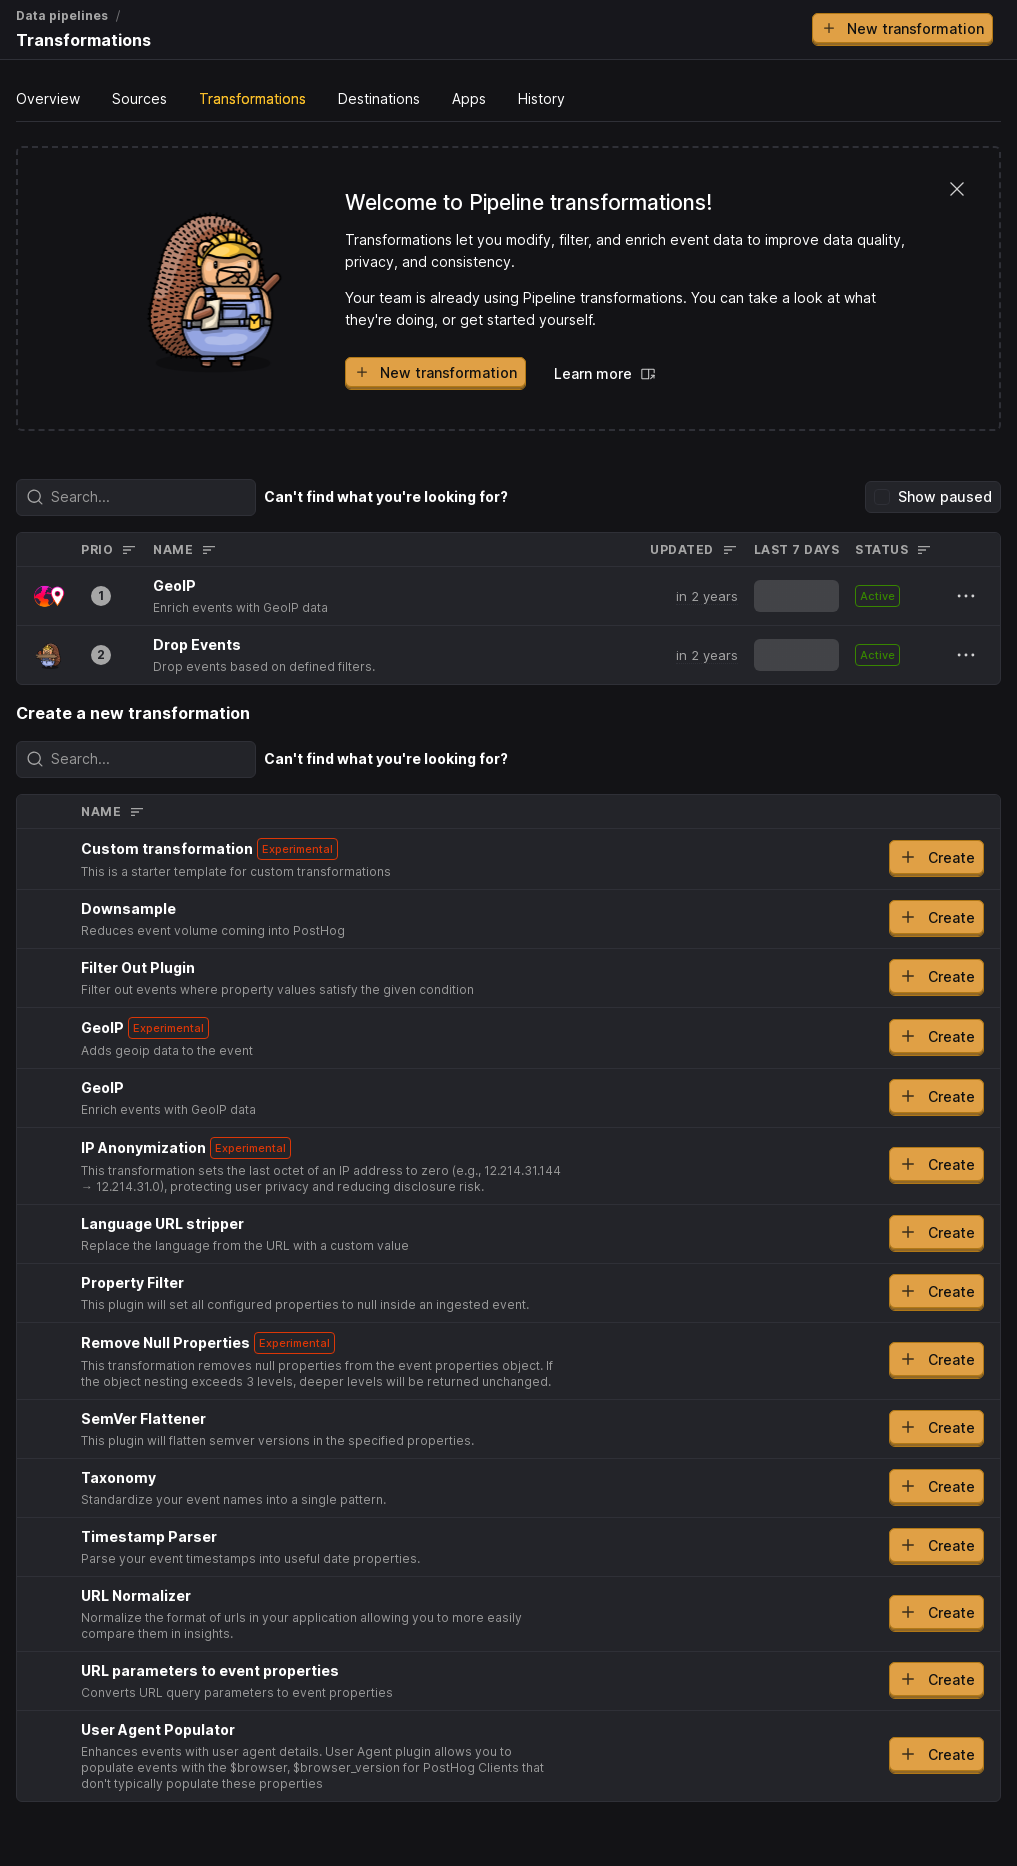 Data pipelines /
Transformations
New transformation
Overview Sources Transformations Destinations Apps History
Welcome to Pipeline transformations!
Transformations let you modify, filter, and enrich event data to improve data quality,
privacy, and consistency.
Your team is already using Pipeline transformations. You can take a look at what
they're doing, or get started yourself.
New transformation Learn more
Search... Can't find what you're looking for? Show paused
PRIO NAME UPDATED LAST 7 DAYS STATUS
1 GeoIP in 2 years Active
Enrich events with GeoIP data
2 Drop Events in 2 years Active
Drop events based on defined filters.
Create a new transformation
Search... Can't find what you're looking for?
NAME
Custom transformation Experimental Create
This is a starter template for custom transformations
Downsample Create
Reduces event volume coming into PostHog
Filter Out Plugin Create
Filter out events where property values satisfy the given condition
GeoIP Experimental Create
Adds geoip data to the event
GeoIP Create
Enrich events with GeoIP data
IP Anonymization Experimental Create
This transformation sets the last octet of an IP address to zero (e.g., 12.214.31.144
→ 12.214.31.0), protecting user privacy and reducing disclosure risk.
Language URL stripper Create
Replace the language from the URL with a custom value
Property Filter Create
This plugin will set all configured properties to null inside an ingested event.
Remove Null Properties Experimental Create
This transformation removes null properties from the event properties object. If
the object nesting exceeds 3 levels, deeper levels will be returned unchanged.
SemVer Flattener Create
This plugin will flatten semver versions in the specified properties.
Taxonomy Create
Standardize your event names into a single pattern.
Timestamp Parser Create
Parse your event timestamps into useful date properties.
URL Normalizer Create
Normalize the format of urls in your application allowing you to more easily
compare them in insights.
URL parameters to event properties Create
Converts URL query parameters to event properties
User Agent Populator Create
Enhances events with user agent details. User Agent plugin allows you to
populate events with the $browser, $browser_version for PostHog Clients that
don't typically populate these properties